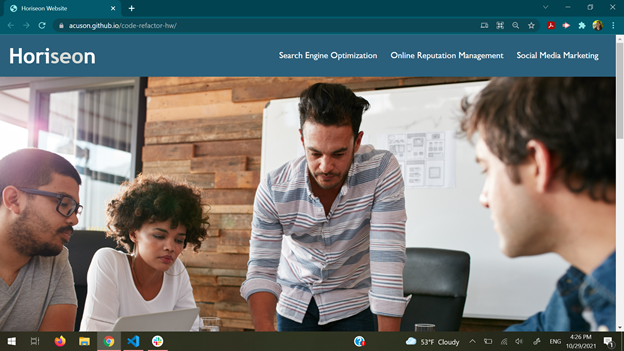 Horiseon Website
acuson.github.io/code-refactor-hw/
Horiseon
Search Engine Optimization Online Reputation Management Social Media Marketing
53°F Cloudy
ENG
4:26 PM
10/29/2021